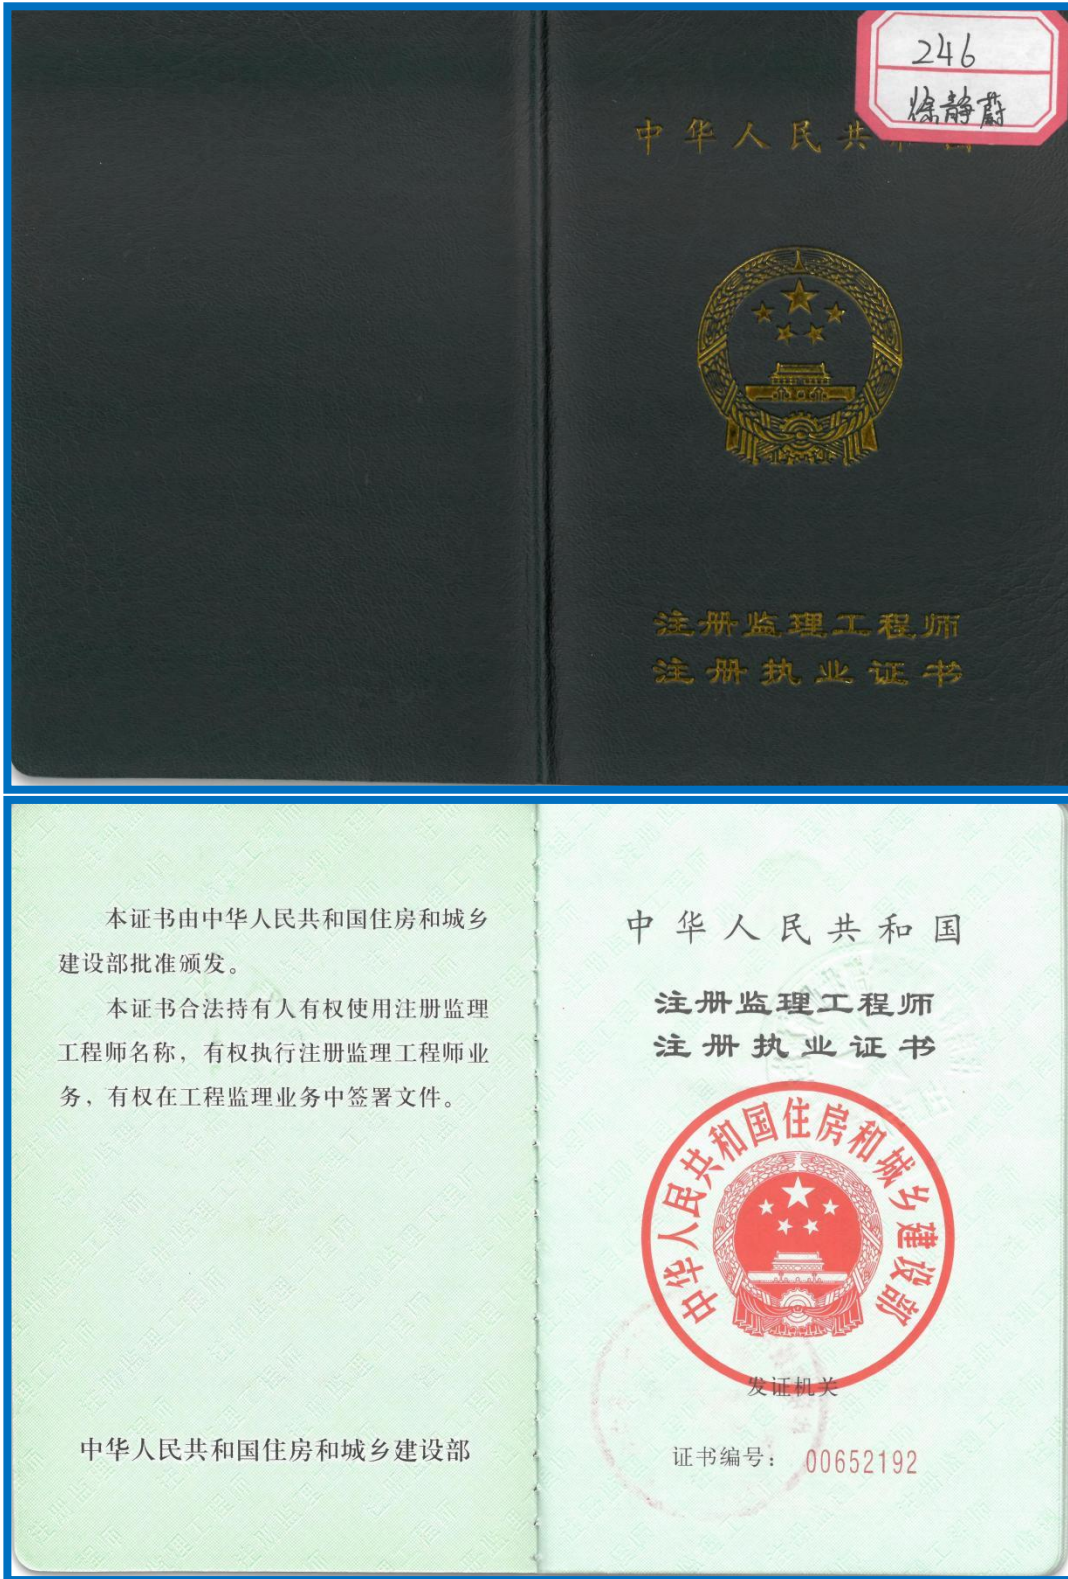 246
徐静蔚
中华人民共和国
注册监理工程师
注册执业证书
本证书由中华人民共和国住房和城乡
建设部批准颁发。
本证书合法持有人有权使用注册监理
工程师名称，有权执行注册监理工程师业
务，有权在工程监理业务中签署文件。
中华人民共和国住房和城乡建设部
中华人民共和国
注册监理工程师
注册执业证书
中华人民共和国住房和城乡建设部
发证机关
证书编号： 00652192